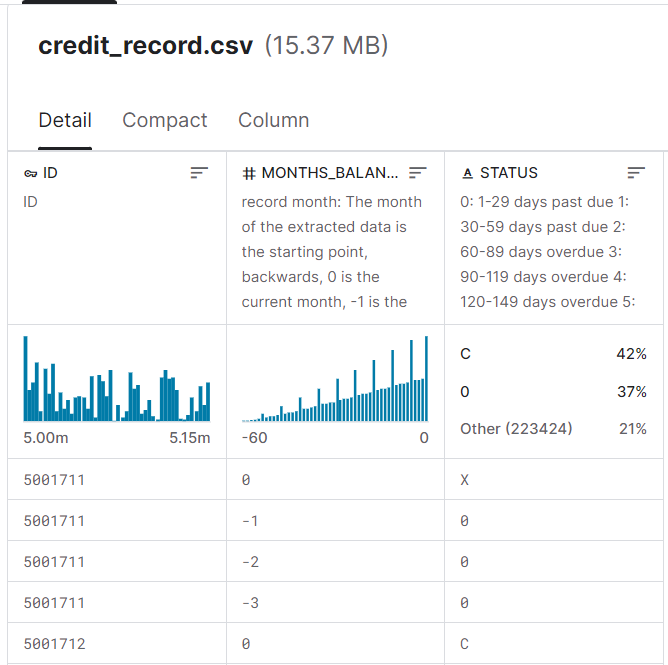 credit_record.csv (15.37 MB)
Detail Compact Column
ID
ID
MONTHS_BALAN...
record month: The month
of the extracted data is
the starting point,
backwards, 0 is the
current month, -1 is the
STATUS
0: 1-29 days past due 1:
30-59 days past due 2:
60-89 days overdue 3:
90-119 days overdue 4:
120-149 days overdue 5:
5.00m 5.15m
-60 0
C 42%
0 37%
Other (223424) 21%
5001711 0 X
5001711 -1 0
5001711 -2 0
5001711 -3 0
5001712 0 C